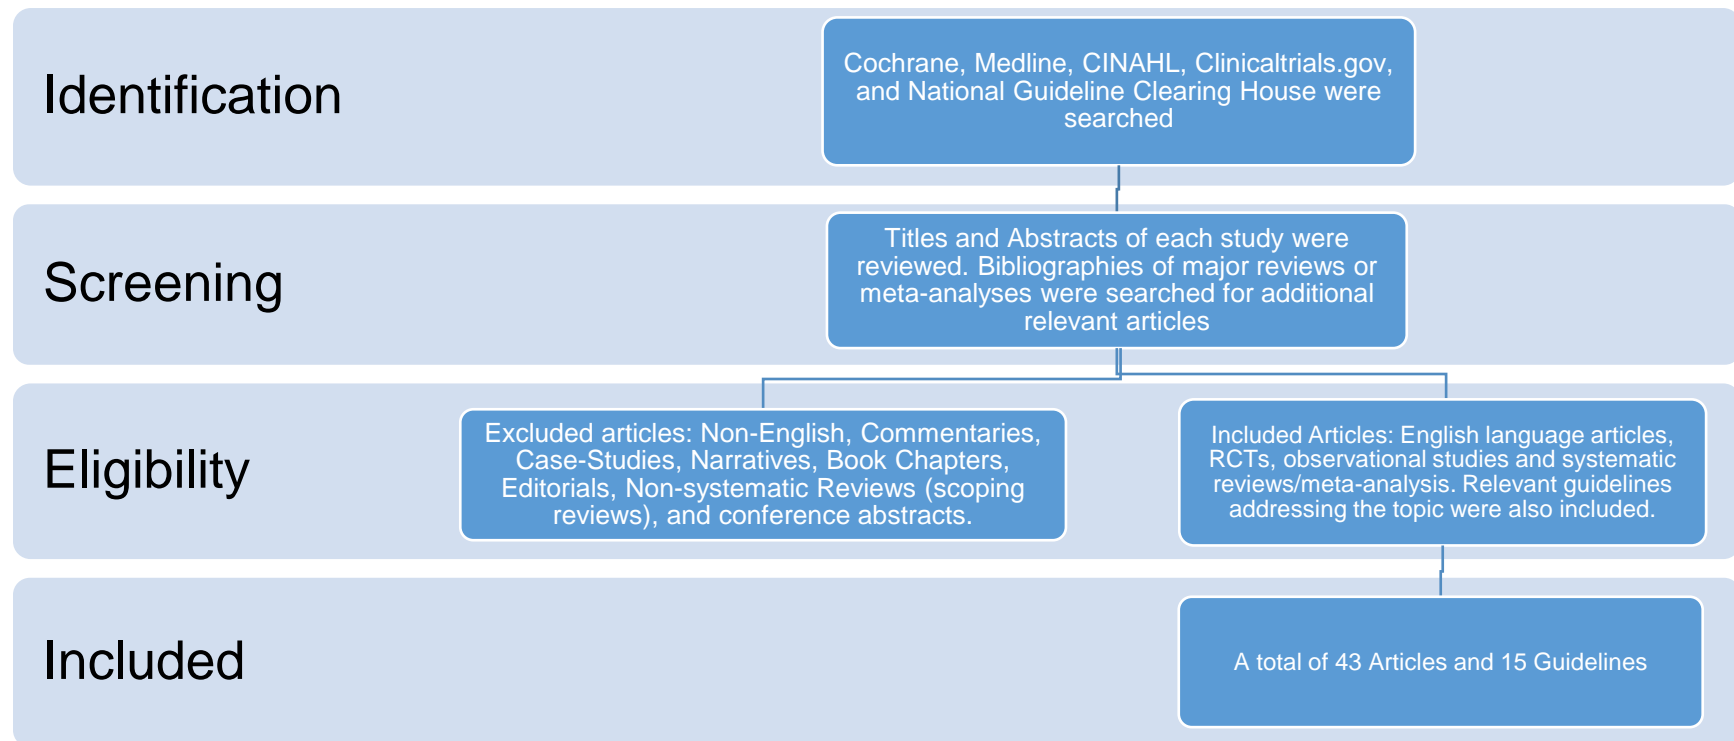 Identification
Cochrane, Medline, CINAHL, Clinicaltrials.gov,
and National Guideline Clearing House were
searched
Screening
Titles and Abstracts of each study were
reviewed. Bibliographies of major reviews or
meta-analyses were searched for additional
relevant articles
Eligibility
Excluded articles: Non-English, Commentaries,
Case-Studies, Narratives, Book Chapters,
Editorials, Non-systematic Reviews (scoping
reviews), and conference abstracts.
Included Articles: English language articles,
RCTs, observational studies and systematic
reviews/meta-analysis. Relevant guidelines
addressing the topic were also included.
Included
A total of 43 Articles and 15 Guidelines